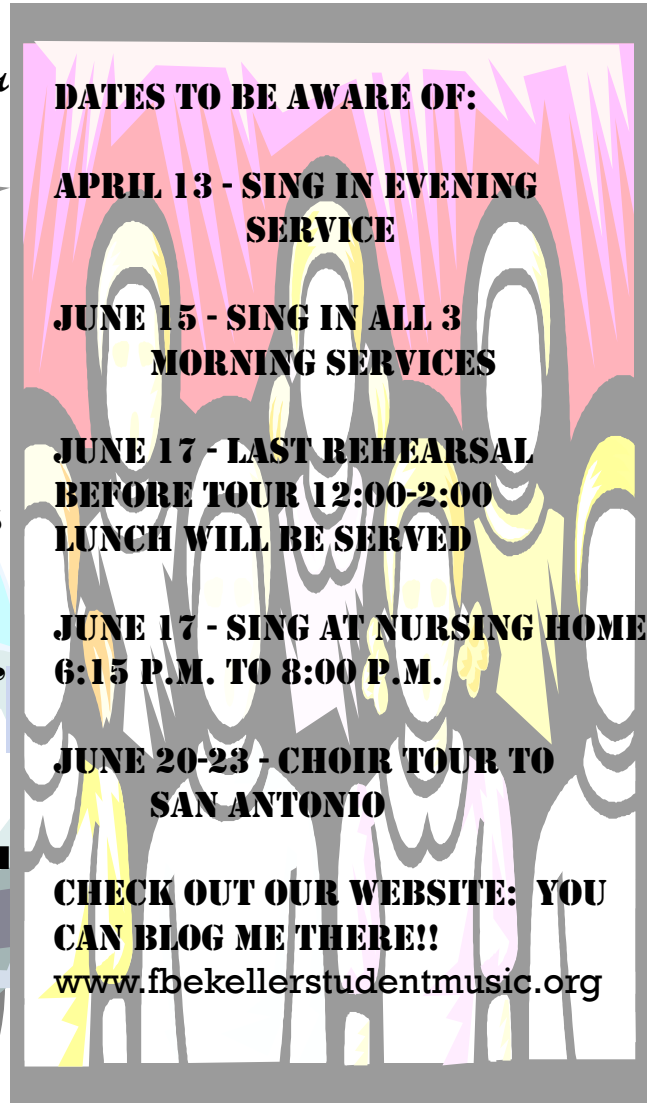 DATES TO BE AWARE OF:
APRIL 13 - SING IN EVENING
SERVICE
JUNE 15 - SING IN ALL 3
MORNING SERVICES
JUNE 17 - LAST REHEARSAL
BEFORE TOUR 12:00-2:00
LUNCH WILL BE SERVED
JUNE 17 - SING AT NURSING HOME
6:15 P.M. TO 8:00 P.M.
JUNE 20-23 - CHOIR TOUR TO
SAN ANTONIO
CHECK OUT OUR WEBSITE:  YOU
CAN BLOG ME THERE!!
www.fbekellerstudentmusic.org